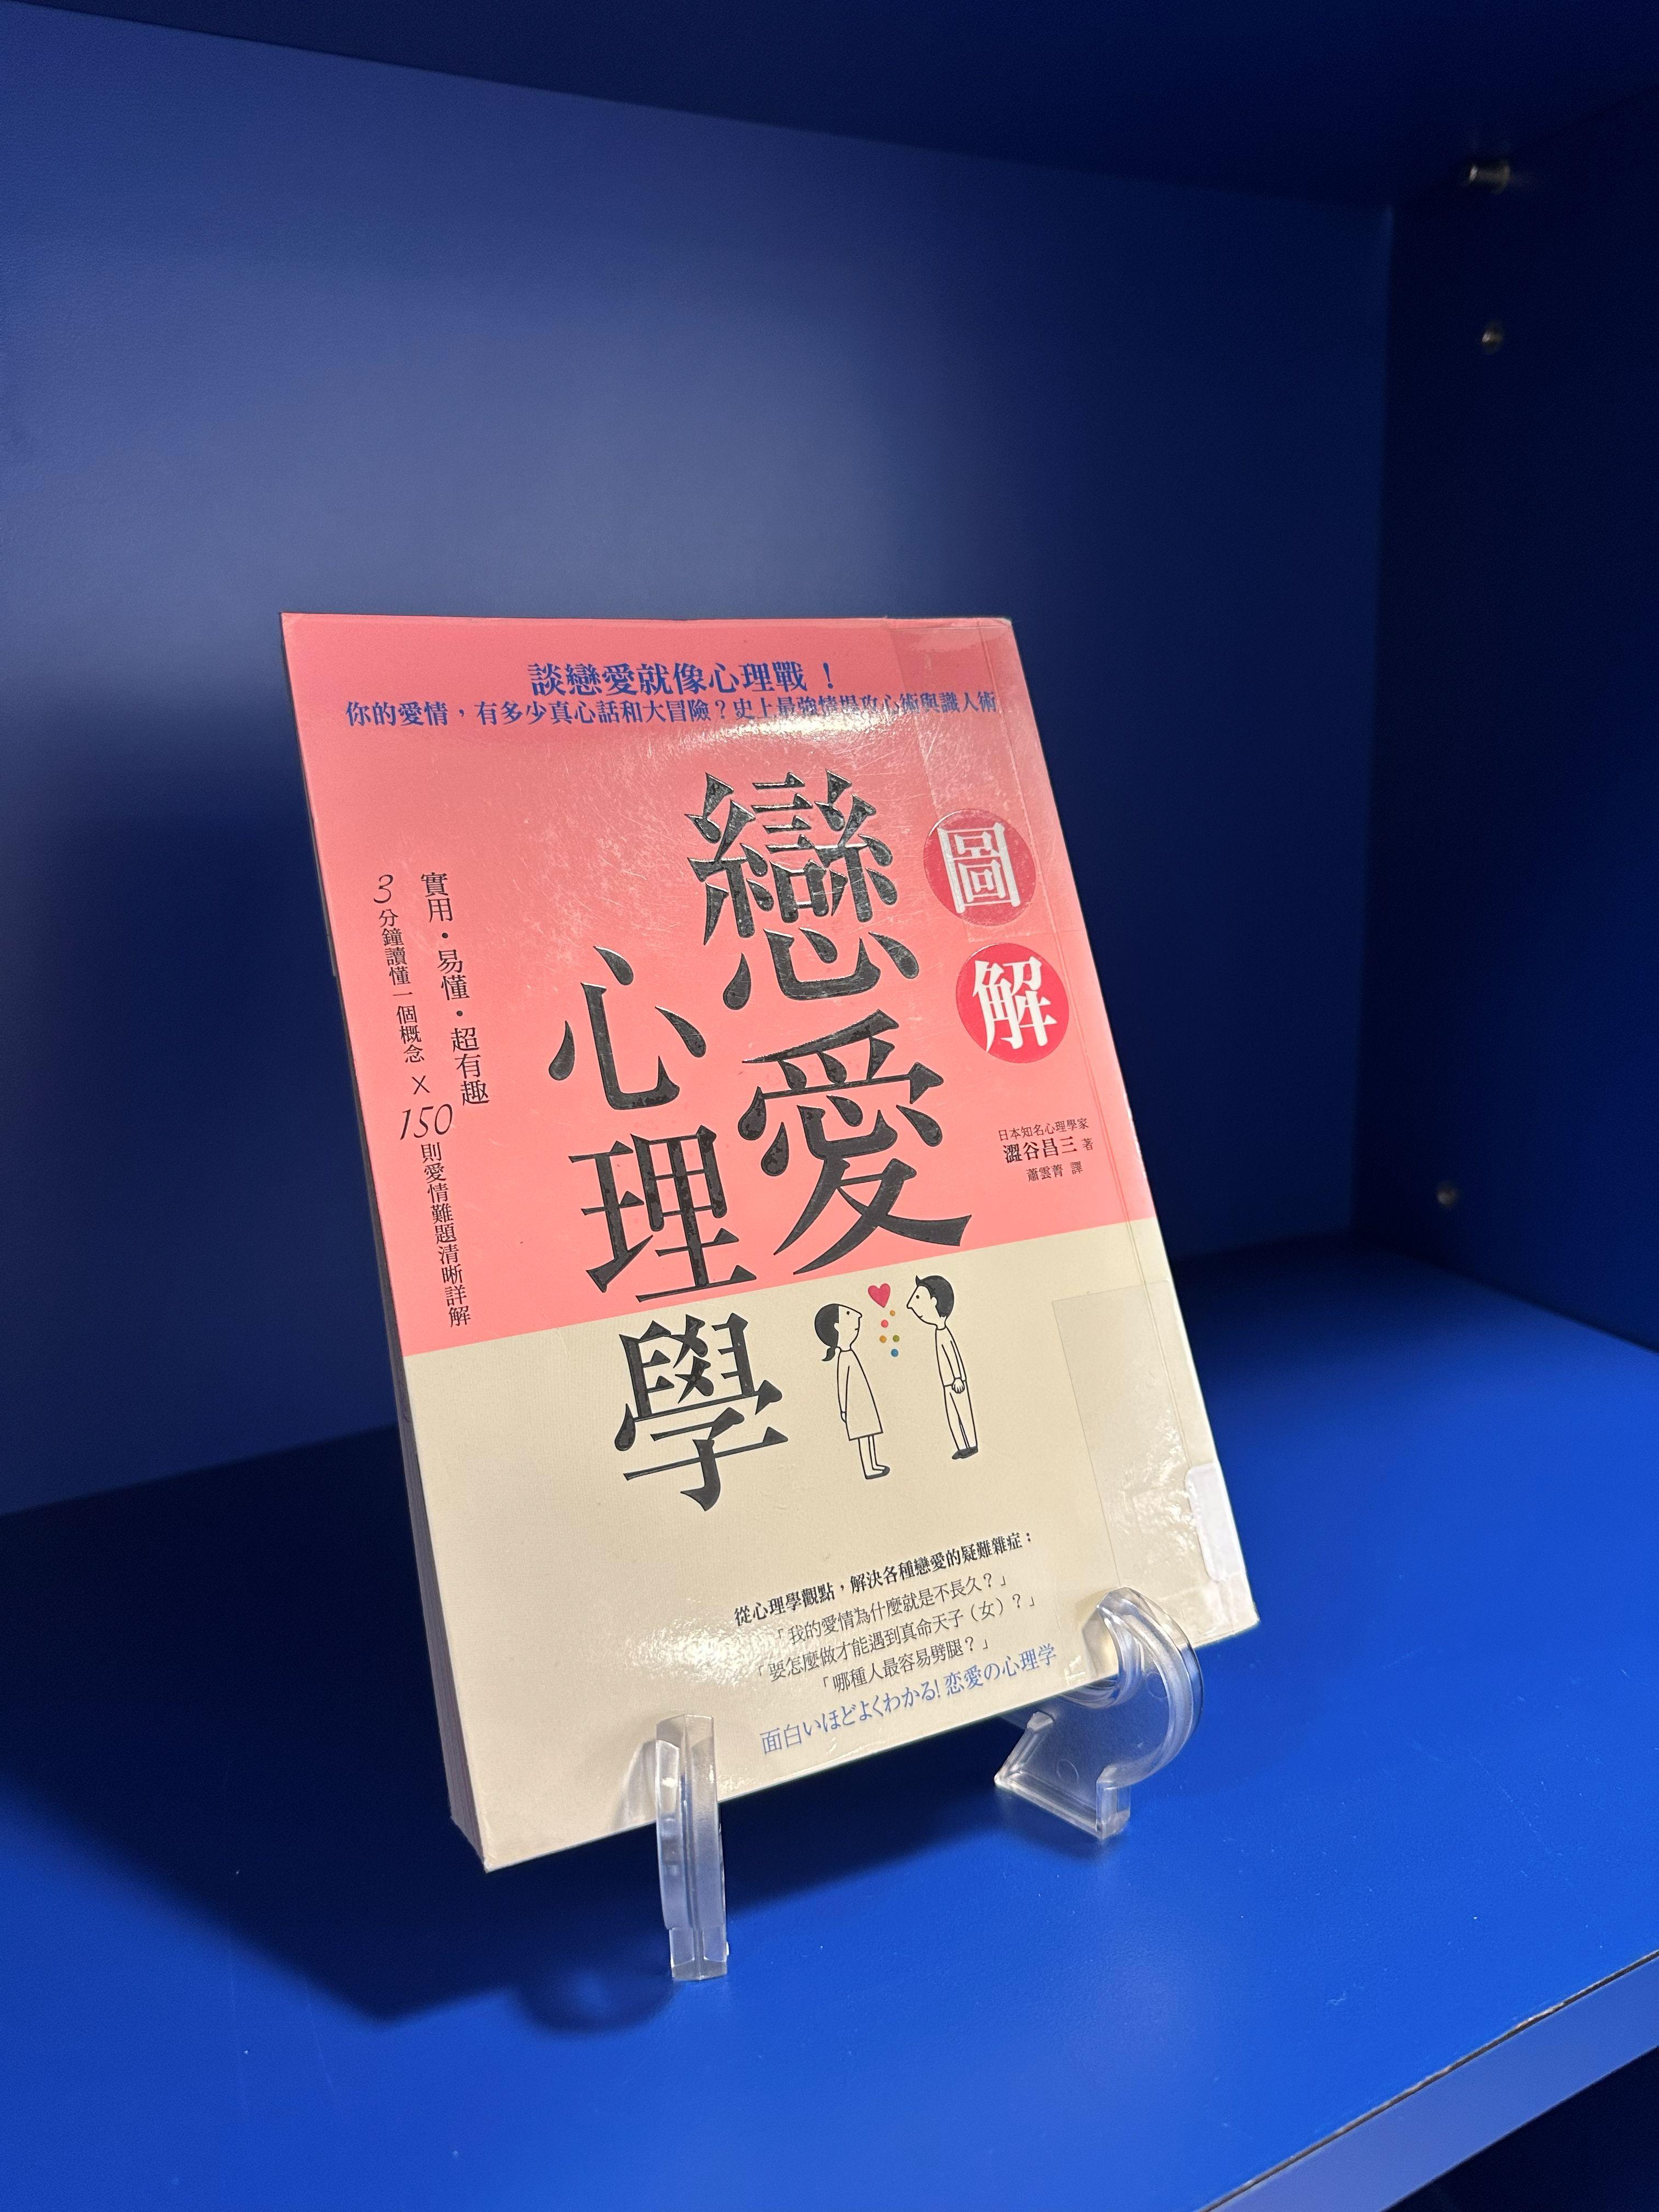 談戀愛就像心理戰！
你的愛情，有多少真心話和大冒險？史上最強情場攻心術與識人術
圖解
戀愛
心理學
日本知名心理學家
澀谷昌三 著
蕭雲菁 譯
實用・易懂・超有趣
3分鐘讀懂一個概念 × 150則愛情難題清晰詳解
從心理學觀點，解決各種戀愛的疑難雜症：
「我的愛情為什麼就是不長久？」
「要怎麼做才能遇到真命天子（女）？」
「哪種人最容易劈腿？」
面白いほどよくわかる！恋愛の心理学